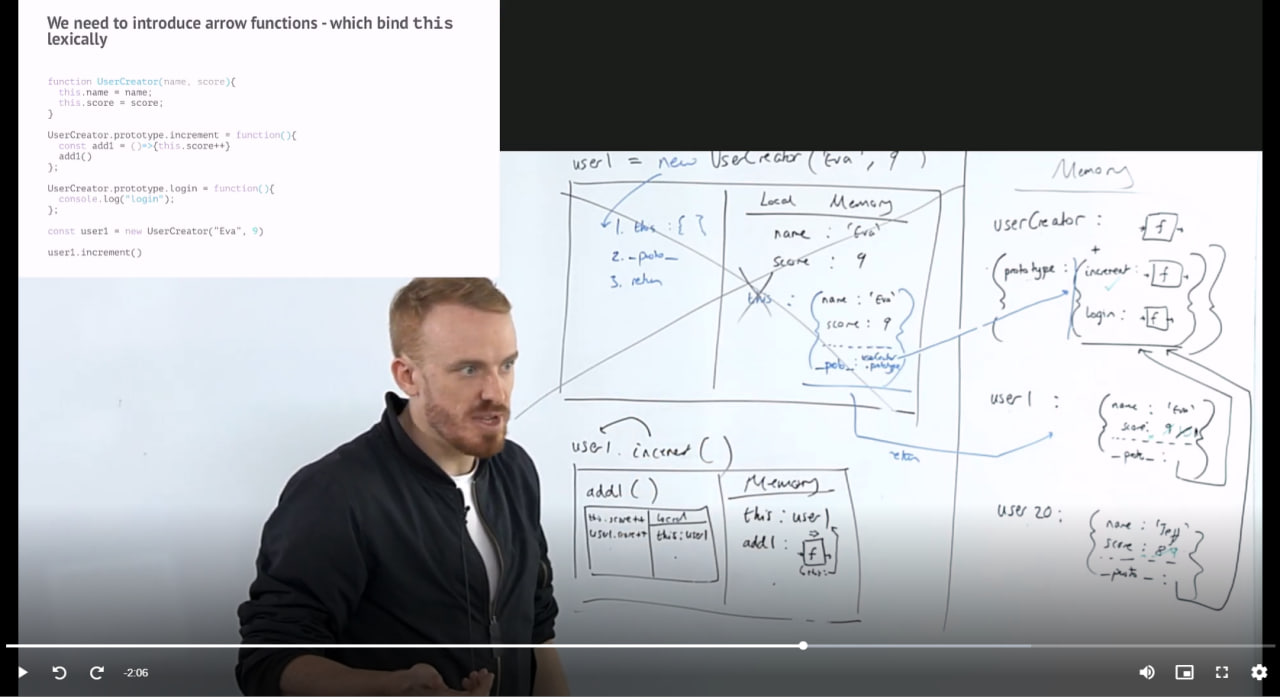 We need to introduce arrow functions - which bind this
lexically
function UserCreator(name, score){
this.name = name;
this.score = score;
}
UserCreator.prototype.increment = function(){
const add1 = ()=>{this.score++}
add1()
};
UserCreator.prototype.login = function(){
console.log("login");
};
const user1 = new UserCreator("Eva", 9)
user1.increment()
user1 = new UserCreator('Eva', 9)
1. this : { }
2. _proto_
3. return
Local Memory
name : 'Eva'
score : 9
this :
name : 'Eva'
score : 9
_proto_ :
return
user1.increment()
add1()
this.score++
local
this : user1
Memory
this : user1
add1 : f
Memory
userCreator : f
prototype :
increment : f
login : f
user1 :
name : 'Eva'
score : 9
_proto_ :
user20 :
name : 'Jeff'
score : 8 9
_proto_ :
-2:06